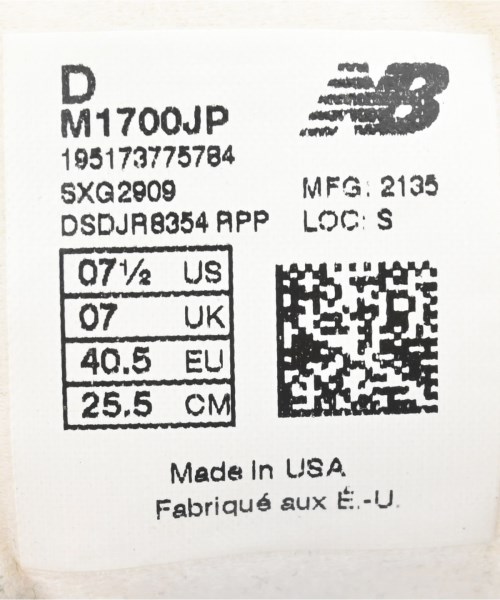 D
M1700JP
195173775784
SXG2909
MFG: 2135
DSDJR8354 RPP
LOC: S
07½ US
07 UK
40.5 EU
25.5 CM
Made In USA
Fabriqué aux É.-U.